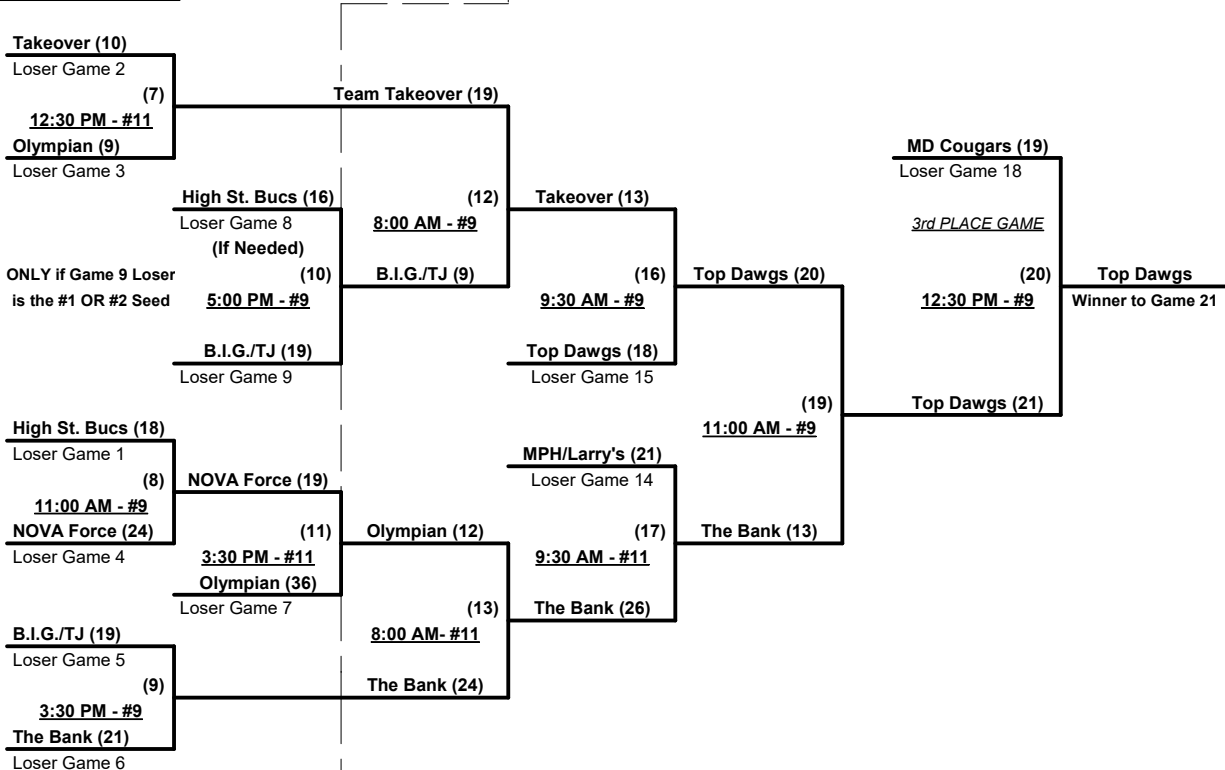 Takeover (10)
Loser Game 2
(7)
12:30 PM - #11
Olympian (9)
Loser Game 3
Team Takeover (19)
High St. Bucs (16)
Loser Game 8
(If Needed)
ONLY if Game 9 Loser
is the #1 OR #2 Seed
(10)
5:00 PM - #9
B.I.G./TJ (19)
Loser Game 9
(12)
8:00 AM - #9
B.I.G./TJ (9)
Takeover (13)
(16)
9:30 AM - #9
Top Dawgs (18)
Loser Game 15
Top Dawgs (20)
MD Cougars (19)
Loser Game 18
3rd PLACE GAME
(20)
12:30 PM - #9
Top Dawgs
Winner to Game 21
Top Dawgs (21)
(19)
11:00 AM - #9
High St. Bucs (18)
Loser Game 1
(8)
11:00 AM - #9
NOVA Force (24)
Loser Game 4
NOVA Force (19)
(11)
3:30 PM - #11
Olympian (36)
Loser Game 7
Olympian (12)
MPH/Larry's (21)
Loser Game 14
(17)
9:30 AM - #11
The Bank (13)
The Bank (26)
(13)
8:00 AM- #11
The Bank (24)
B.I.G./TJ (19)
Loser Game 5
(9)
3:30 PM - #9
The Bank (21)
Loser Game 6